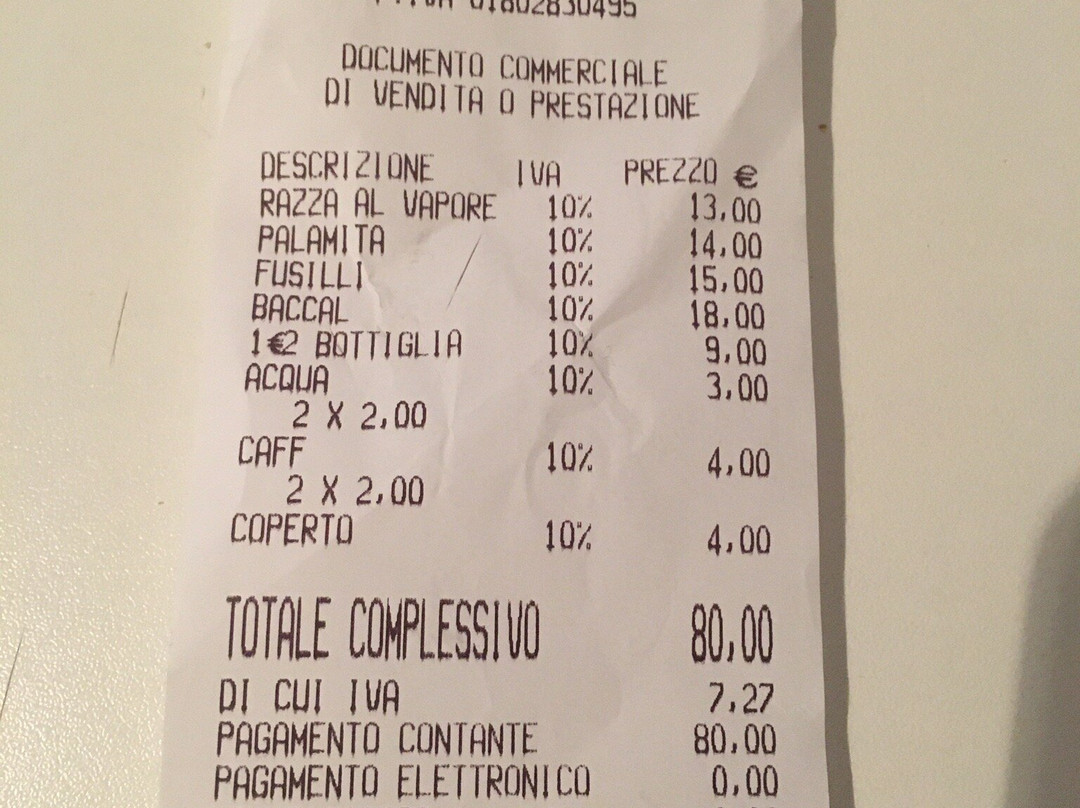 P.IVA 01802830495
DOCUMENTO COMMERCIALE
DI VENDITA O PRESTAZIONE
DESCRIZIONE IVA PREZZO €
RAZZA AL VAPORE 10% 13,00
PALAMITA 10% 14,00
FUSILLI 10% 15,00
BACCAL 10% 18,00
1€2 BOTTIGLIA 10% 9,00
ACQUA 10% 3,00
2 X 2,00
CAFF 10% 4,00
2 X 2,00
COPERTO 10% 4,00
TOTALE COMPLESSIVO 80,00
DI CUI IVA 7,27
PAGAMENTO CONTANTE 80,00
PAGAMENTO ELETTRONICO 0,00